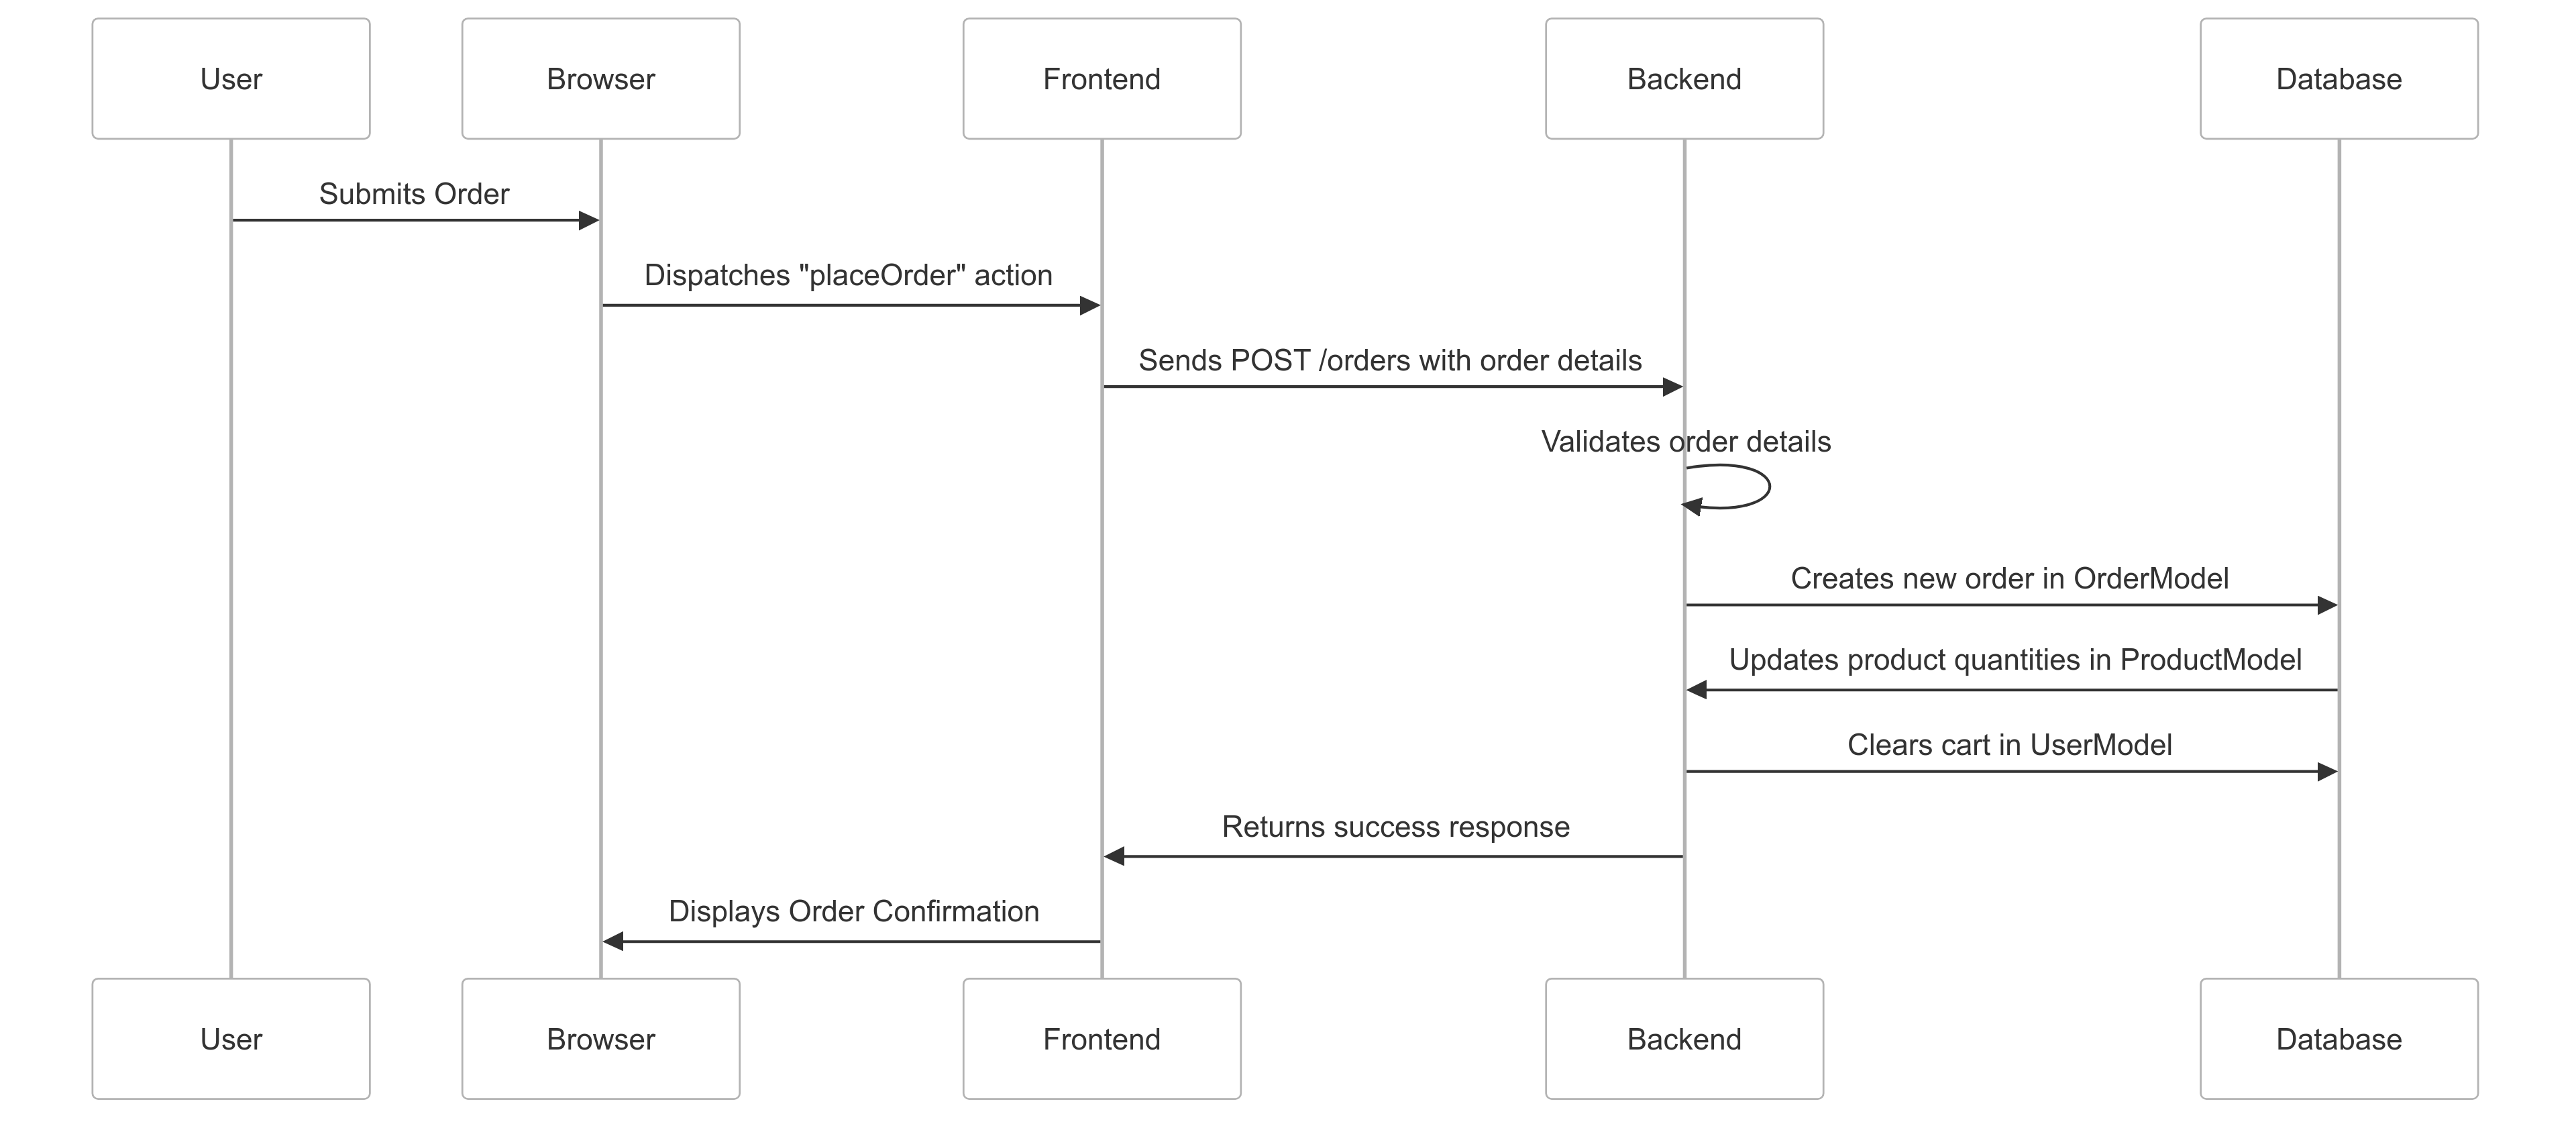 User
Browser
Frontend
Backend
Database
Submits Order
Dispatches "placeOrder" action
Sends POST /orders with order details
Validates order details
Creates new order in OrderModel
Updates product quantities in ProductModel
Clears cart in UserModel
Returns success response
Displays Order Confirmation
User
Browser
Frontend
Backend
Database